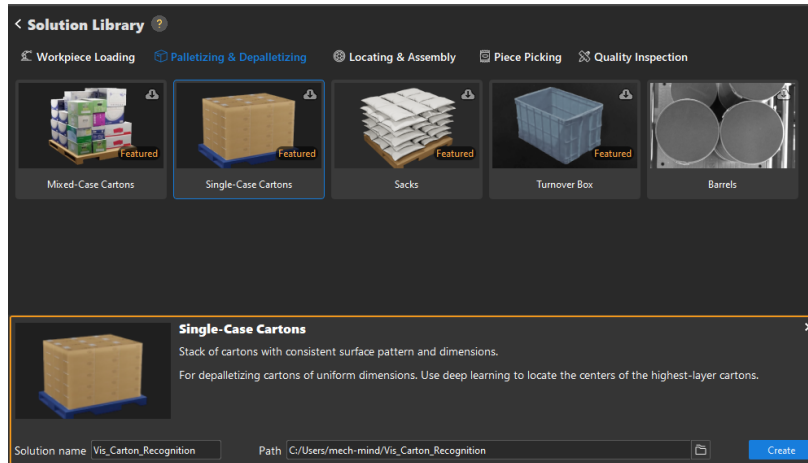 Solution Library ?
Workpiece Loading Palletizing & Depalletizing Locating & Assembly Piece Picking Quality Inspection
Featured Featured Featured Featured
Mixed-Case Cartons Single-Case Cartons Sacks Turnover Box Barrels
Single-Case Cartons
Stack of cartons with consistent surface pattern and dimensions.
For depalletizing cartons of uniform dimensions. Use deep learning to locate the centers of the highest-layer cartons.
Solution name Vis_Carton_Recognition Path C:/Users/mech-mind/Vis_Carton_Recognition Create